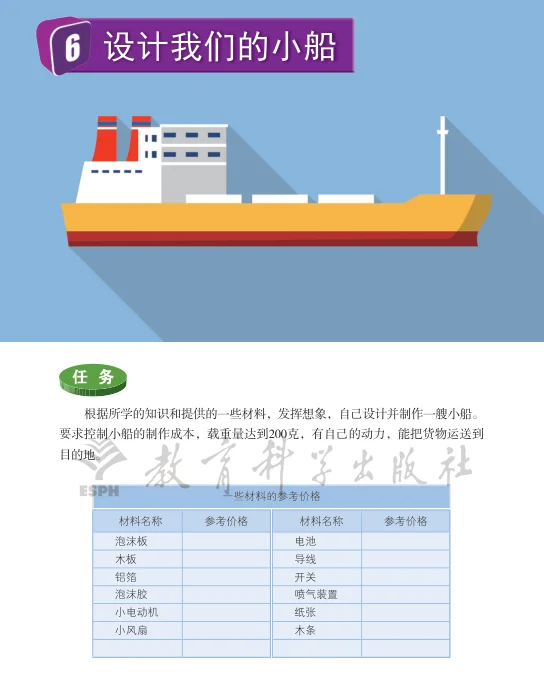 6 设计我们的小船
任 务
根据所学的知识和提供的一些材料，发挥想象，自己设计并制作一艘小船。
要求控制小船的制作成本，载重量达到200克，有自己的动力，能把货物运送到
目的地。
ESPH 教育科学出版社
一些材料的参考价格
材料名称 参考价格 材料名称 参考价格
泡沫板 电池
木板 导线
铝箔 开关
泡沫胶 喷气装置
小电动机 纸张
小风扇 木条